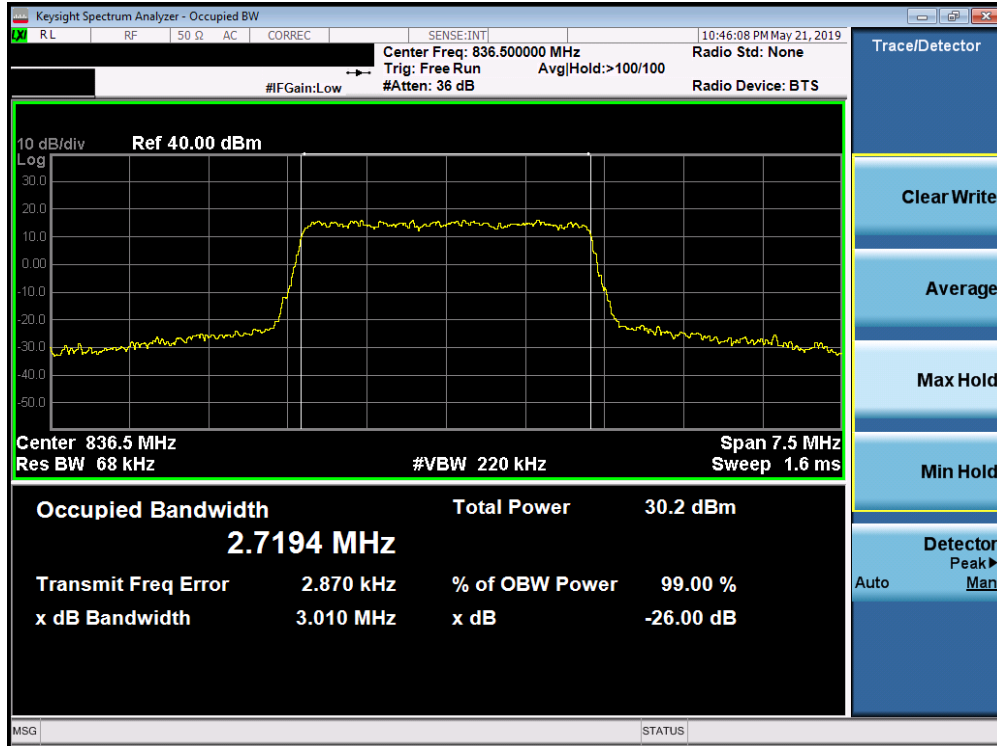 Keysight Spectrum Analyzer - Occupied BW
LXI RL RF 50 Ω AC CORREC SENSE:INT 10:46:08 PM May 21, 2019
Center Freq: 836.500000 MHz Radio Std: None
Trig: Free Run Avg|Hold:>100/100
#IFGain:Low #Atten: 36 dB Radio Device: BTS
10 dB/div Ref 40.00 dBm
Log
30.0
20.0
10.0
0.00
-10.0
-20.0
-30.0
-40.0
-50.0
Center 836.5 MHz Span 7.5 MHz
Res BW 68 kHz #VBW 220 kHz Sweep 1.6 ms
Occupied Bandwidth Total Power 30.2 dBm
2.7194 MHz
Transmit Freq Error 2.870 kHz % of OBW Power 99.00 %
x dB Bandwidth 3.010 MHz x dB -26.00 dB
MSG STATUS
Trace/Detector
Clear Write
Average
Max Hold
Min Hold
Detector
Peak▶
Auto Man